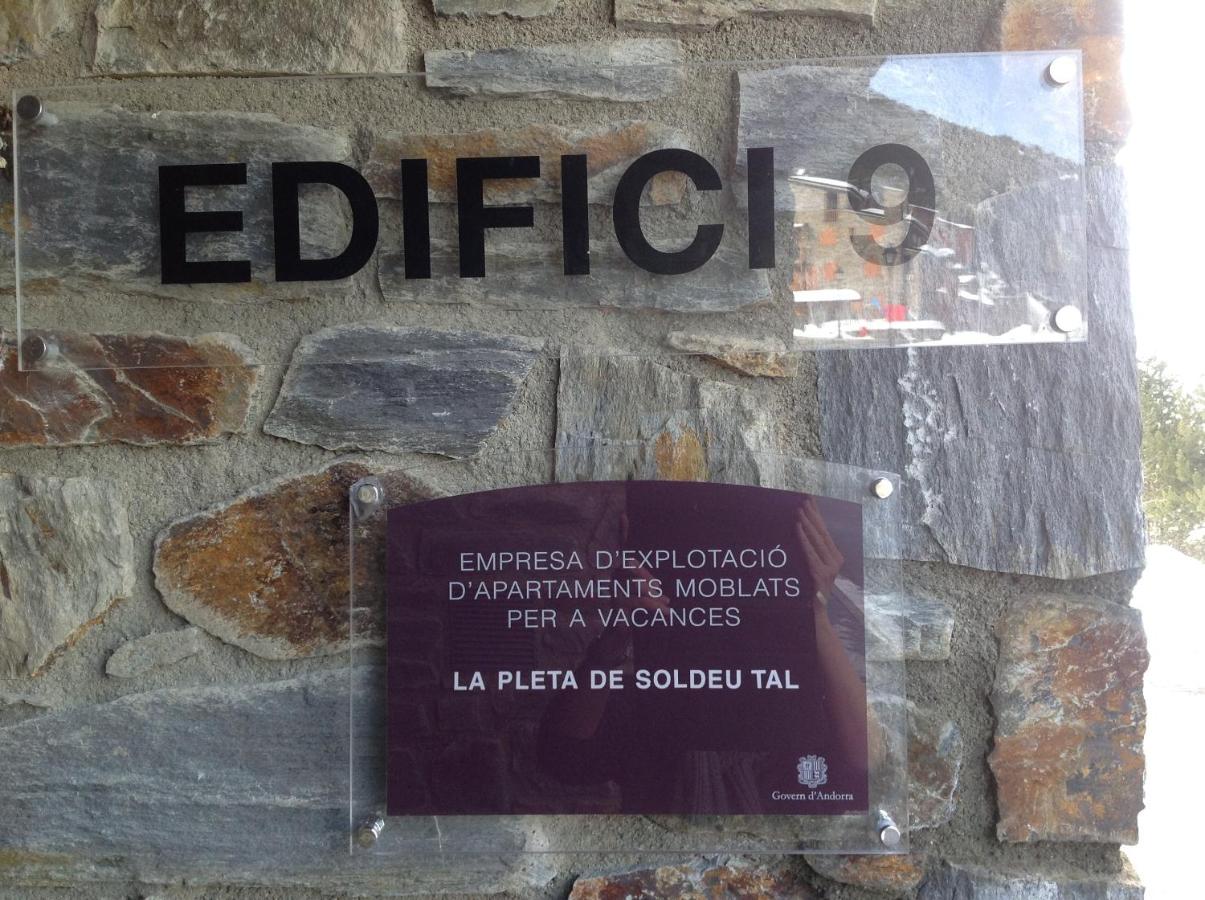 EDIFICI 9
EMPRESA D'EXPLOTACIÓ
D'APARTAMENTS MOBLATS
PER A VACANCES
LA PLETA DE SOLDEU TAL
Govern d'Andorra